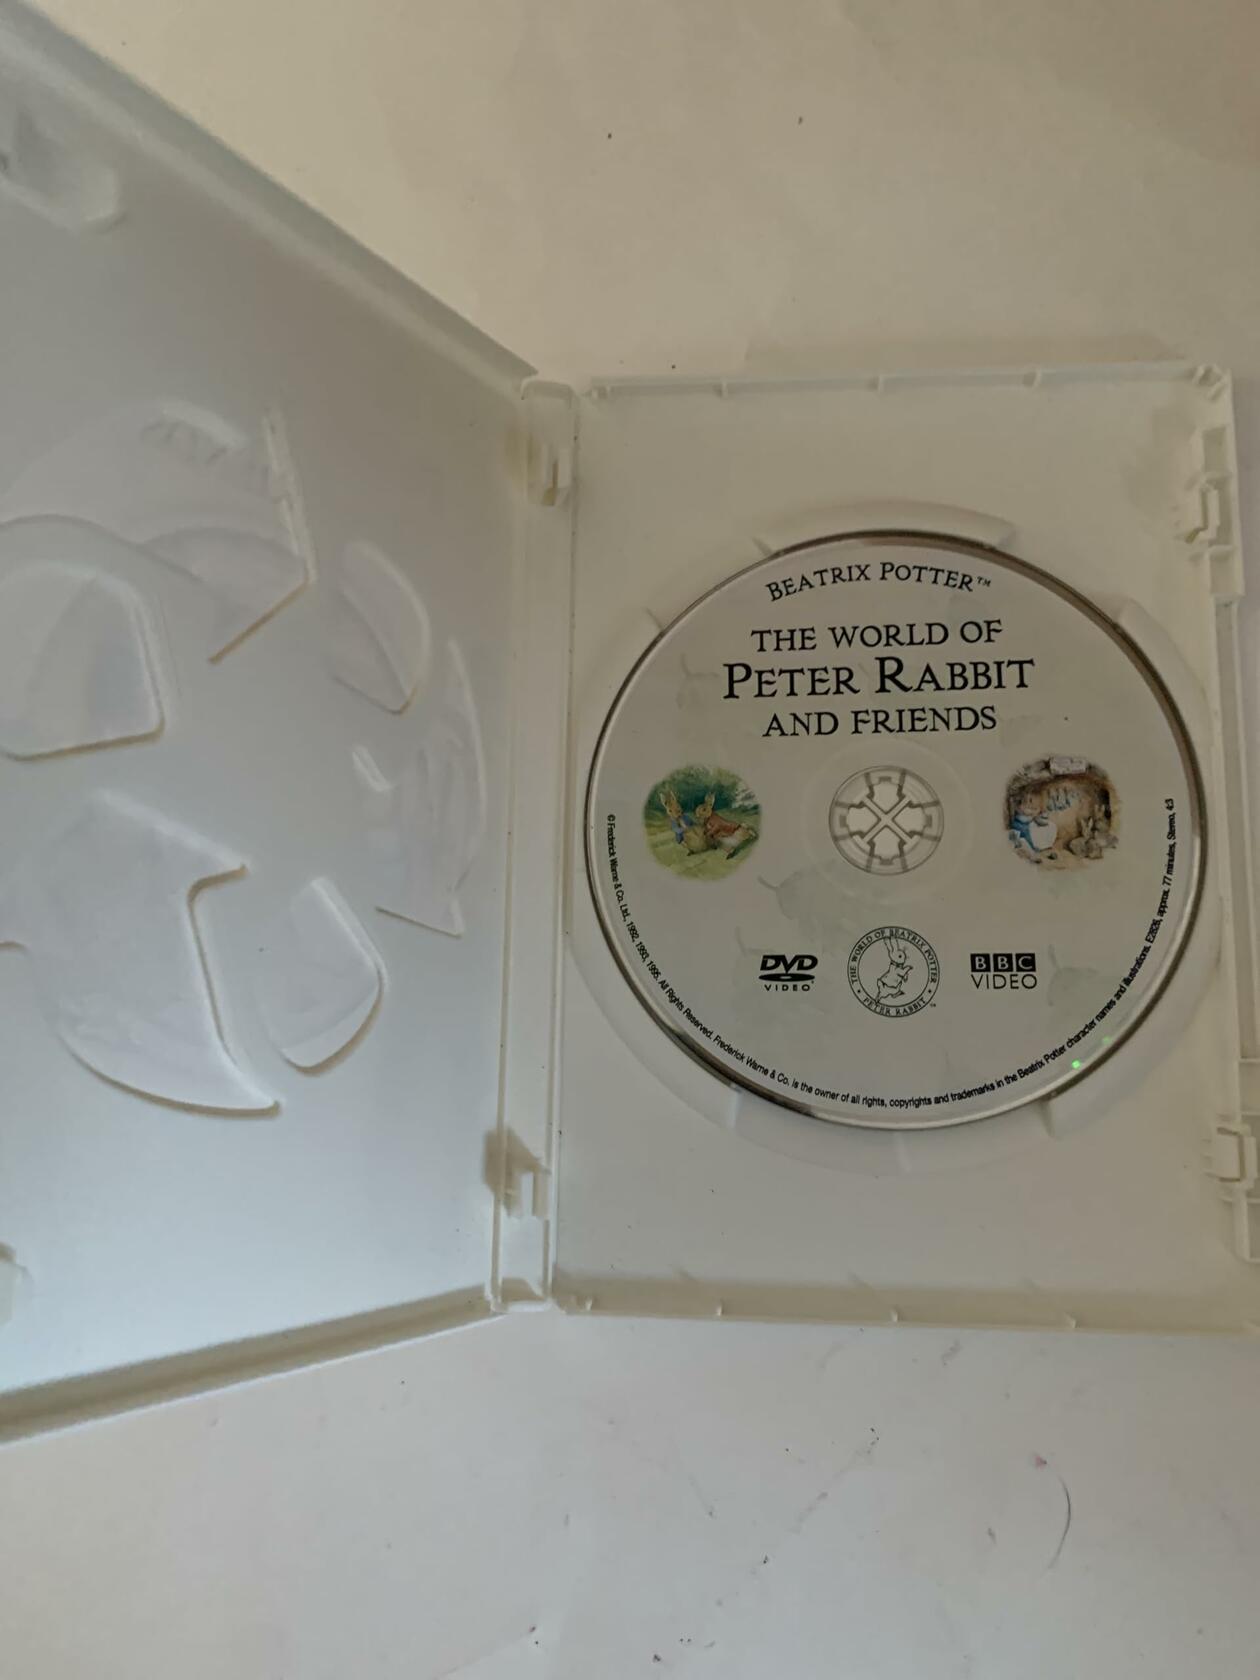 BEATRIX POTTER™
THE WORLD OF
PETER RABBIT
AND FRIENDS
DVD
VIDEO
THE WORLD OF BEATRIX POTTER
PETER RABBIT
BBC
VIDEO
© Frederick Warne & Co. Ltd., 1992, 1993, 1995. All Rights Reserved. Frederick Warne & Co. is the owner of all rights, copyrights and trademarks in the Beatrix Potter character names and illustrations. approx. 77 minutes, Stereo, 4:3